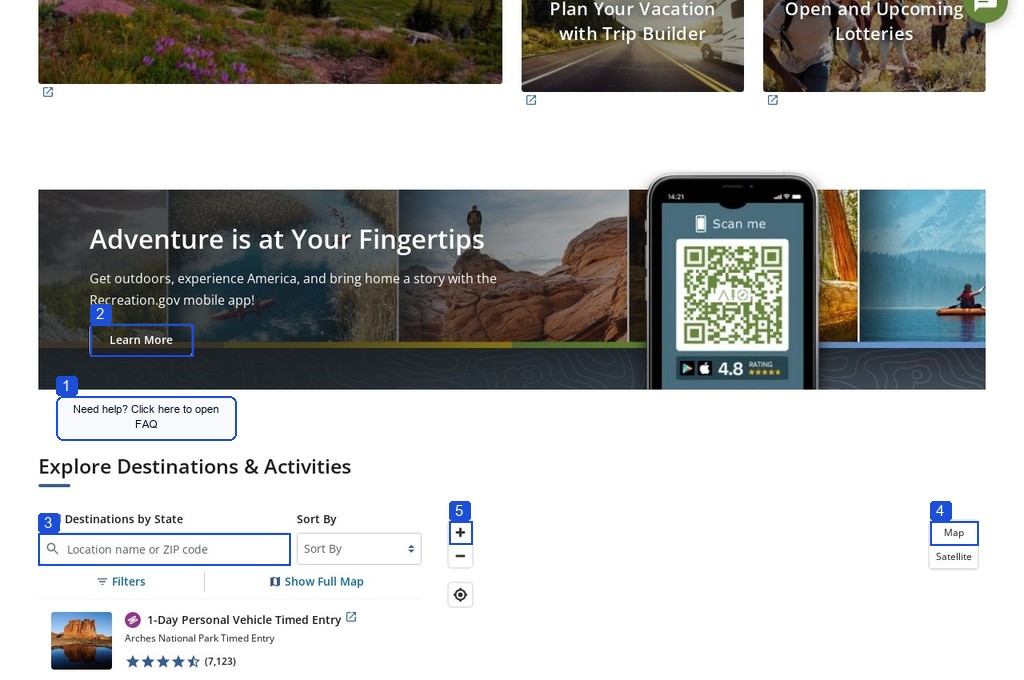 Plan Your Vacation
with Trip Builder
Open and Upcoming
Lotteries
14:21
Scan me
Adventure is at Your Fingertips
Get outdoors, experience America, and bring home a story with the
Recreation.gov mobile app!
2
Learn More
4.8
RATING
1
Need help? Click here to open
FAQ
Explore Destinations & Activities
3
Destinations by State
Sort By
5
4
Location name or ZIP code
Sort By
+
−
Map
Satellite
Filters
Show Full Map
1-Day Personal Vehicle Timed Entry
Arches National Park Timed Entry
(7,123)